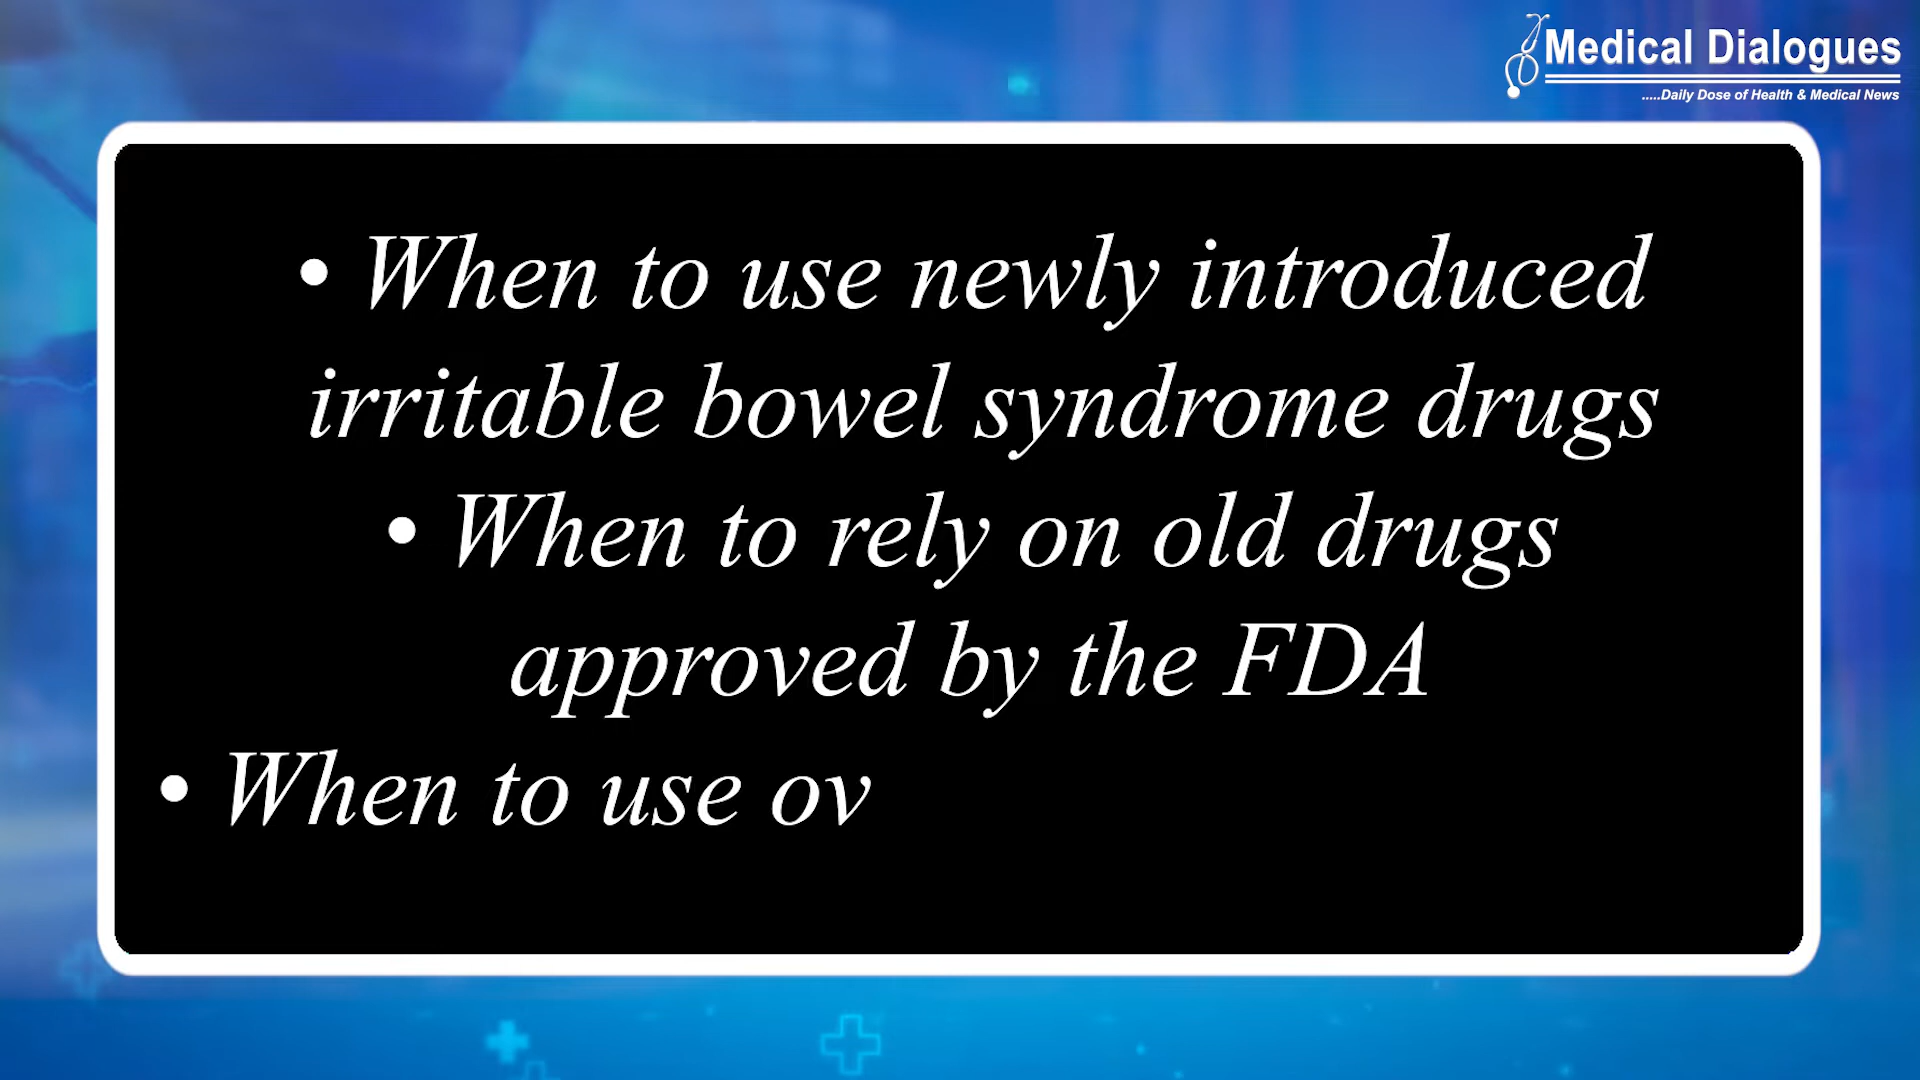 Medical Dialogues
.....Daily Dose of Health & Medical News
• When to use newly introduced
irritable bowel syndrome drugs
• When to rely on old drugs
approved by the FDA
• When to use ov